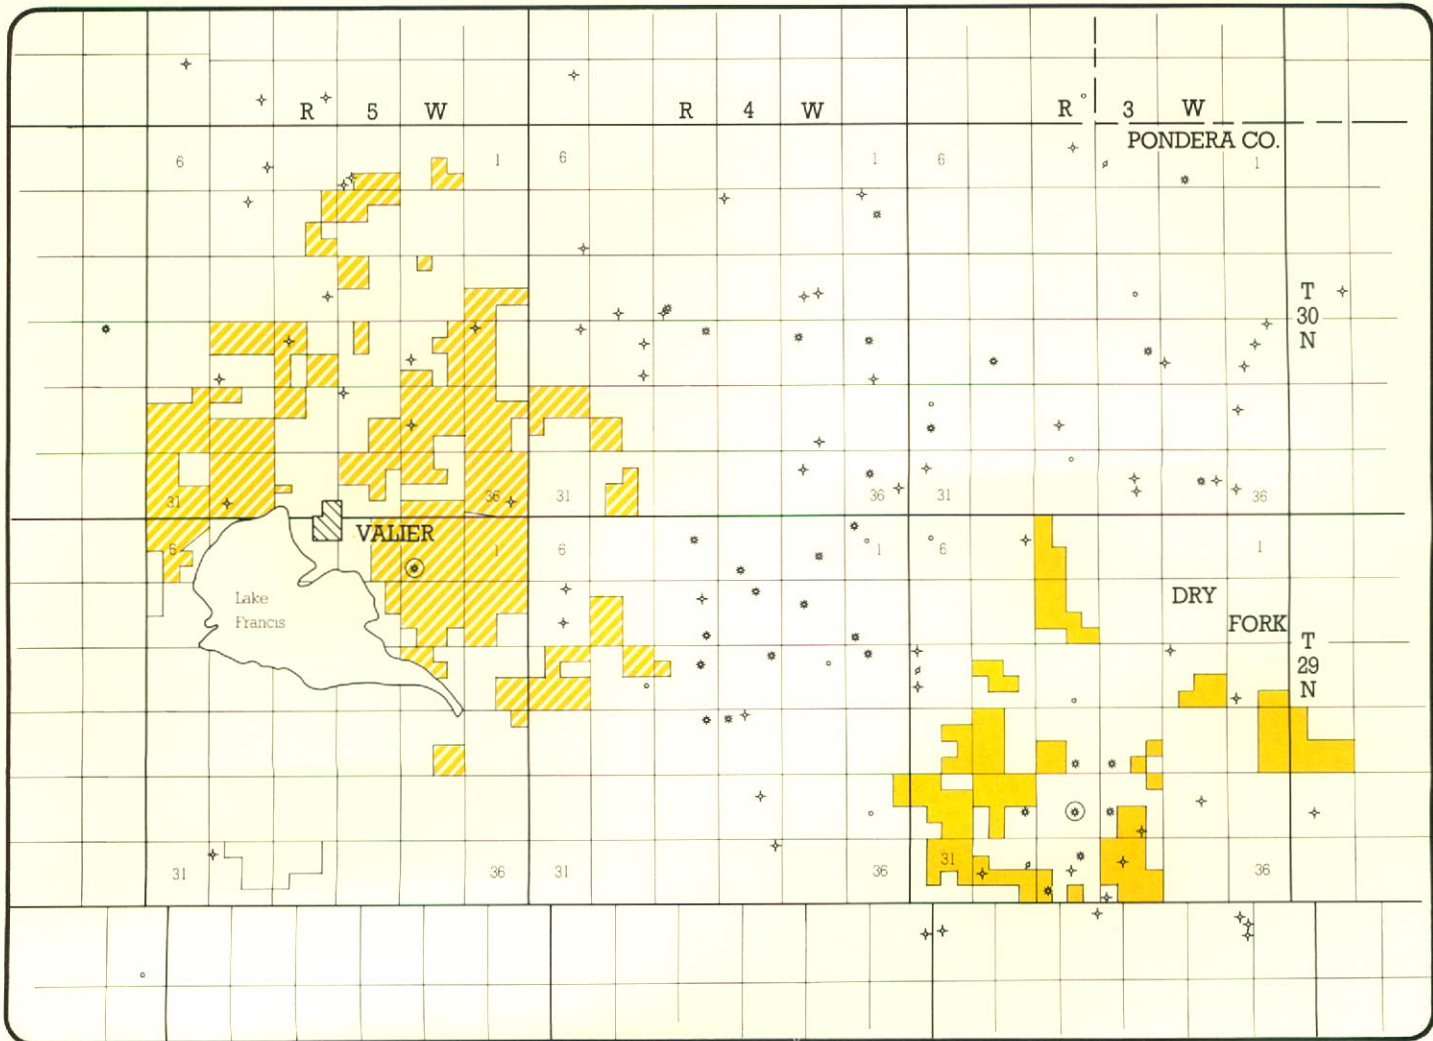 R 5 W R 4 W R 3 W
PONDERA CO.
6 1 6 1 6 1
T
30
N
31 36 31 36 31 36
VALIER
6 1 6 1 6 1
Lake
Francis
DRY
FORK
T
29
N
31 36 31 36 31 36